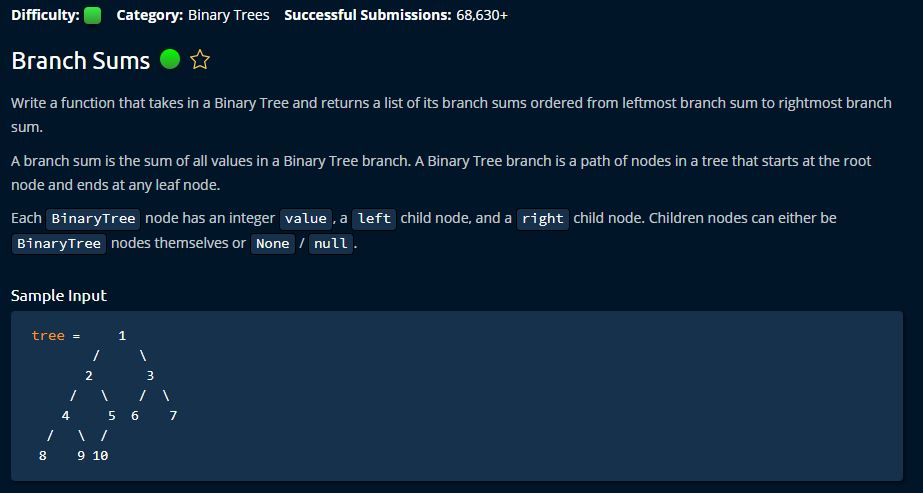 Difficulty: Category: Binary Trees Successful Submissions: 68,630+
Branch Sums
Write a function that takes in a Binary Tree and returns a list of its branch sums ordered from leftmost branch sum to rightmost branch
sum.
A branch sum is the sum of all values in a Binary Tree branch. A Binary Tree branch is a path of nodes in a tree that starts at the root
node and ends at any leaf node.
Each BinaryTree node has an integer value, a left child node, and a right child node. Children nodes can either be
BinaryTree nodes themselves or None / null.
Sample Input
tree =     1
        /     \
       2       3
     /   \    /  \
    4     5  6    7
  /   \  /
 8    9 10